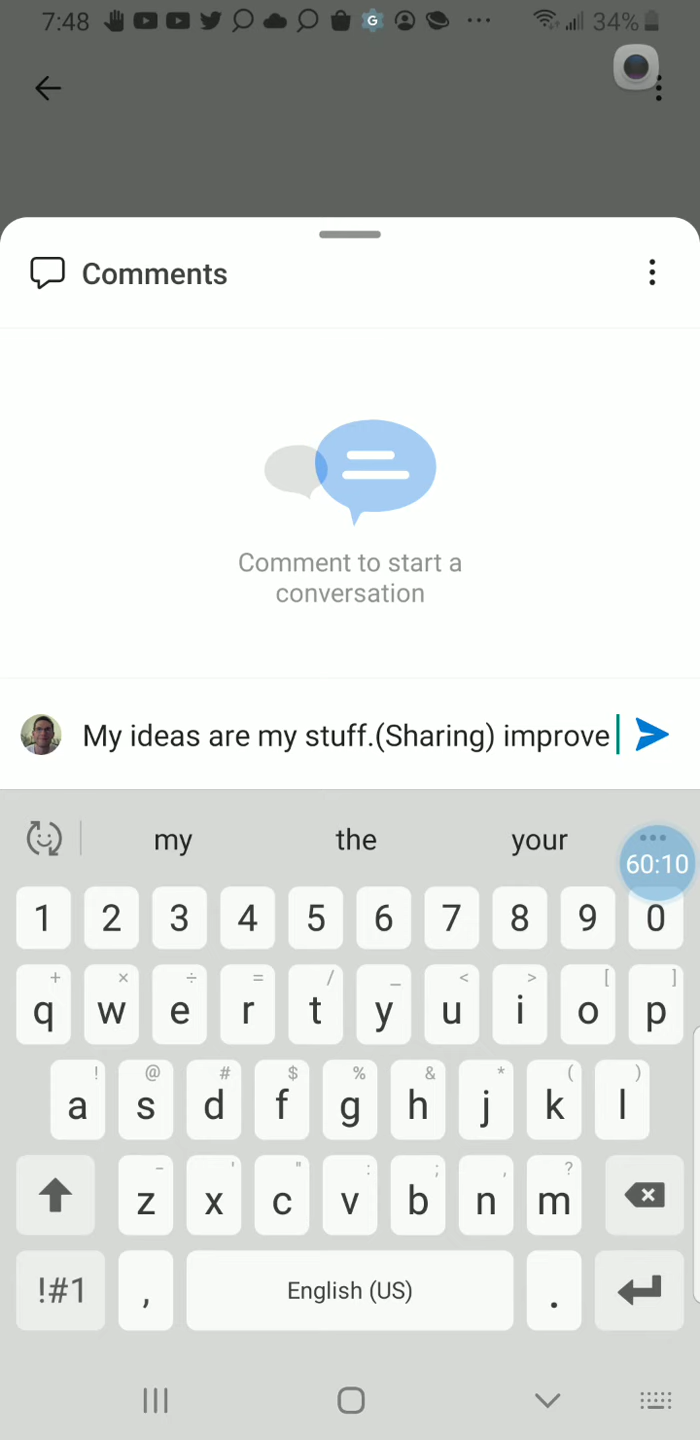 7:48
G
34%
Comments
Comment to start a
conversation
My ideas are my stuff.(Sharing) improve
my the your
60:10
1 2 3 4 5 6 7 8 9 0
+ × ÷ = / _ < > [ ]
q w e r t y u i o p
! @ # $ % & * ( )
a s d f g h j k l
- ' " : ; , ?
z x c v b n m
!#1 , English (US) .